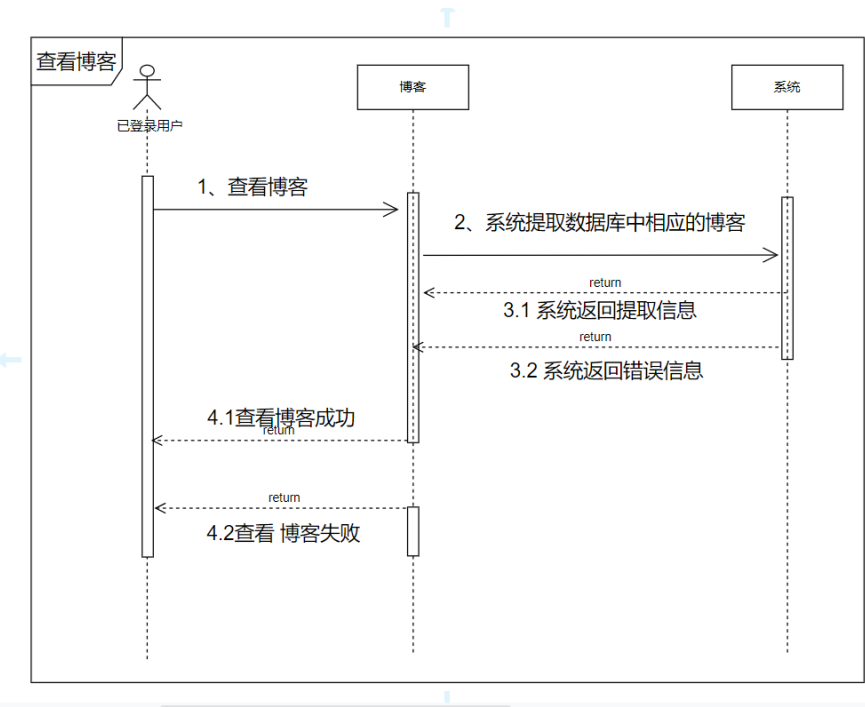 查看博客
博客
系统
已登录用户
1、查看博客
2、系统提取数据库中相应的博客
return
3.1 系统返回提取信息
return
3.2 系统返回错误信息
4.1查看博客成功
return
return
4.2查看 博客失败